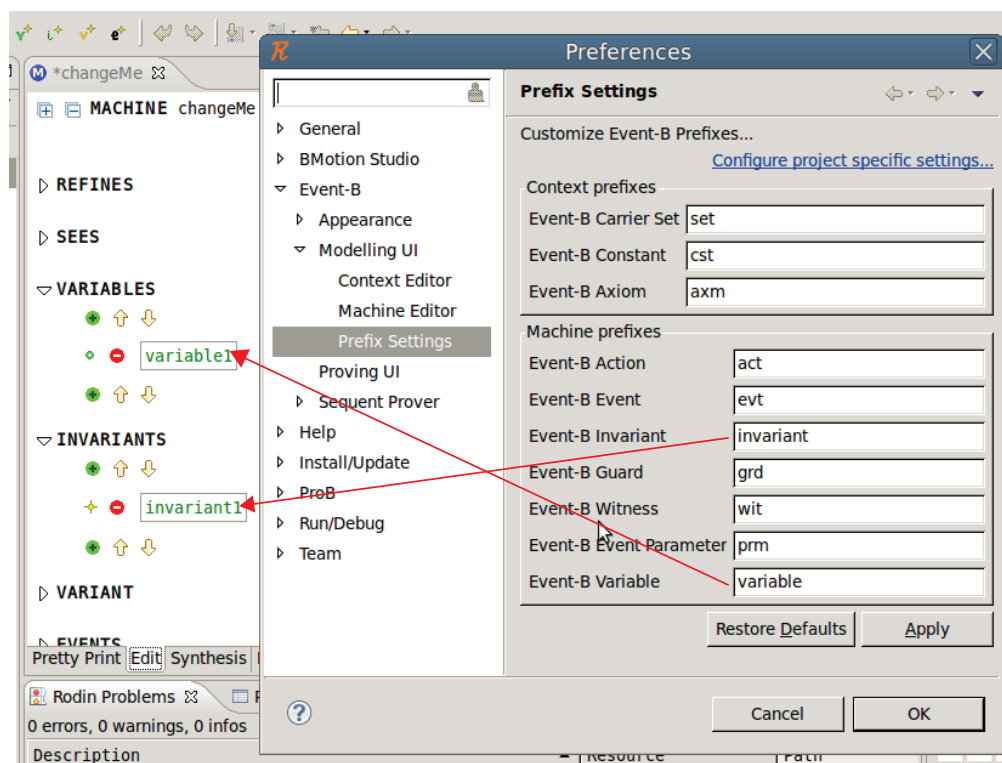 Preferences
*changeMe
MACHINE changeMe
REFINES
SEES
VARIABLES
variable1
INVARIANTS
invariant1
VARIANT
EVENTS
Pretty Print Edit Synthesis
Rodin Problems
0 errors, 0 warnings, 0 infos
Description
Resource
Path
General
BMotion Studio
Event-B
Appearance
Modelling UI
Context Editor
Machine Editor
Prefix Settings
Proving UI
Sequent Prover
Help
Install/Update
ProB
Run/Debug
Team
Prefix Settings
Customize Event-B Prefixes...
Configure project specific settings...
Context prefixes
Event-B Carrier Set set
Event-B Constant cst
Event-B Axiom axm
Machine prefixes
Event-B Action act
Event-B Event evt
Event-B Invariant invariant
Event-B Guard grd
Event-B Witness wit
Event-B Event Parameter prm
Event-B Variable variable
Restore Defaults Apply
Cancel OK